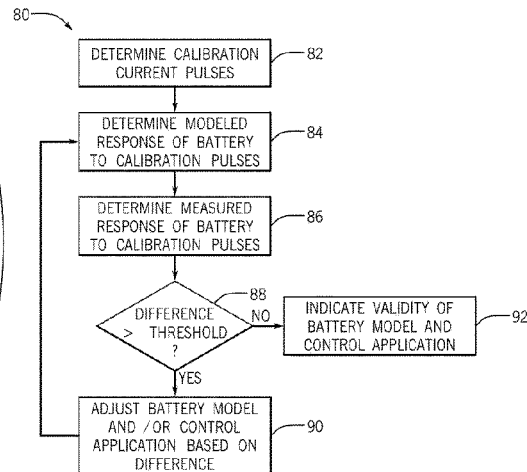 80
DETERMINE CALIBRATION
CURRENT PULSES
82
DETERMINE MODELED
RESPONSE OF BATTERY
TO CALIBRATION PULSES
84
DETERMINE MEASURED
RESPONSE OF BATTERY
TO CALIBRATION PULSES
86
DIFFERENCE
> THRESHOLD
?
88
NO
INDICATE VALIDITY OF
BATTERY MODEL AND
CONTROL APPLICATION
92
YES
ADJUST BATTERY MODEL
AND /OR CONTROL
APPLICATION BASED ON
DIFFERENCE
90